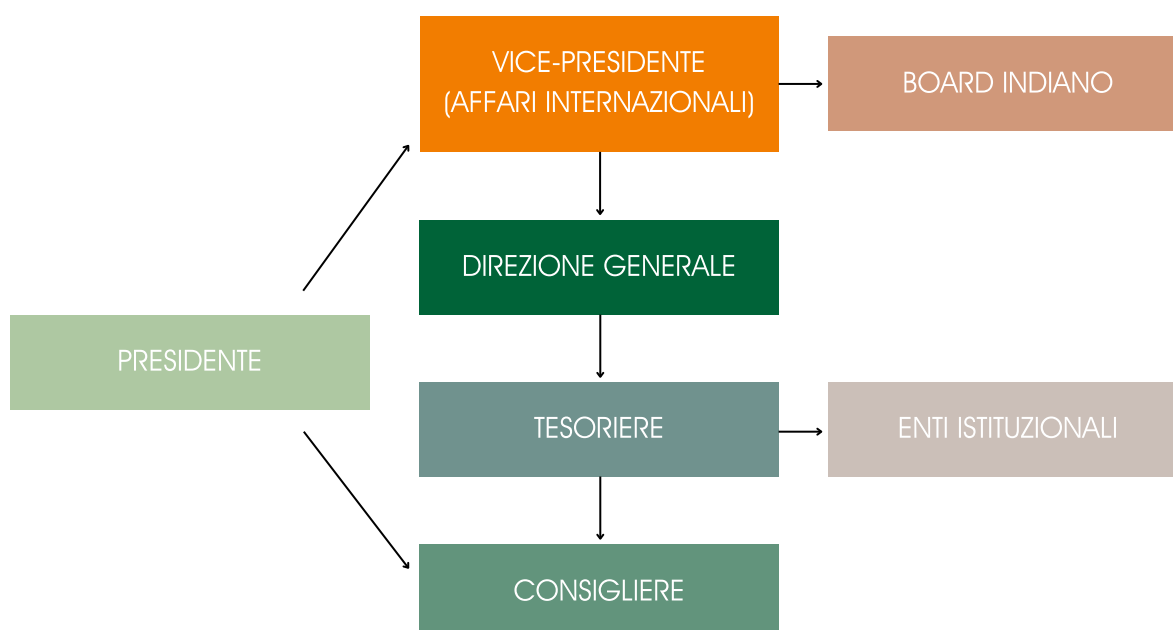 VICE-PRESIDENTE
(AFFARI INTERNAZIONALI)
BOARD INDIANO
DIREZIONE GENERALE
PRESIDENTE
TESORIERE
ENTI ISTITUZIONALI
CONSIGLIERE